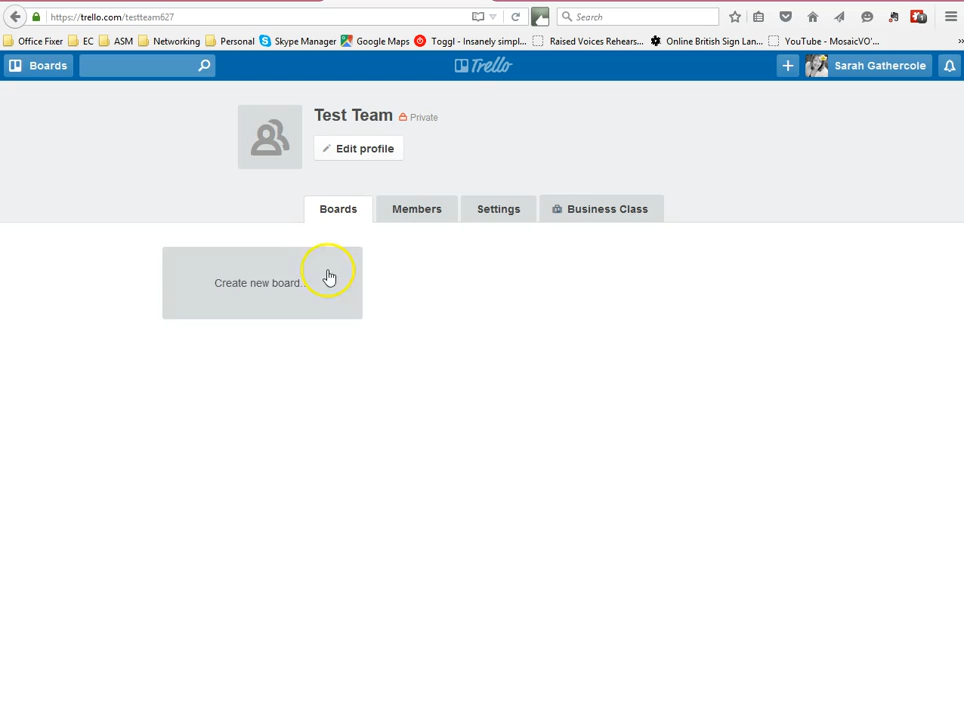 https://trello.com/testteam627
Search
Office Fixer EC ASM Networking Personal Skype Manager Google Maps Toggl - Insanely simpl... Raised Voices Rehears... Online British Sign Lan... YouTube - MosaicVO'...
Boards Trello Sarah Gathercole
Test Team Private
Edit profile
Boards Members Settings Business Class
Create new board...